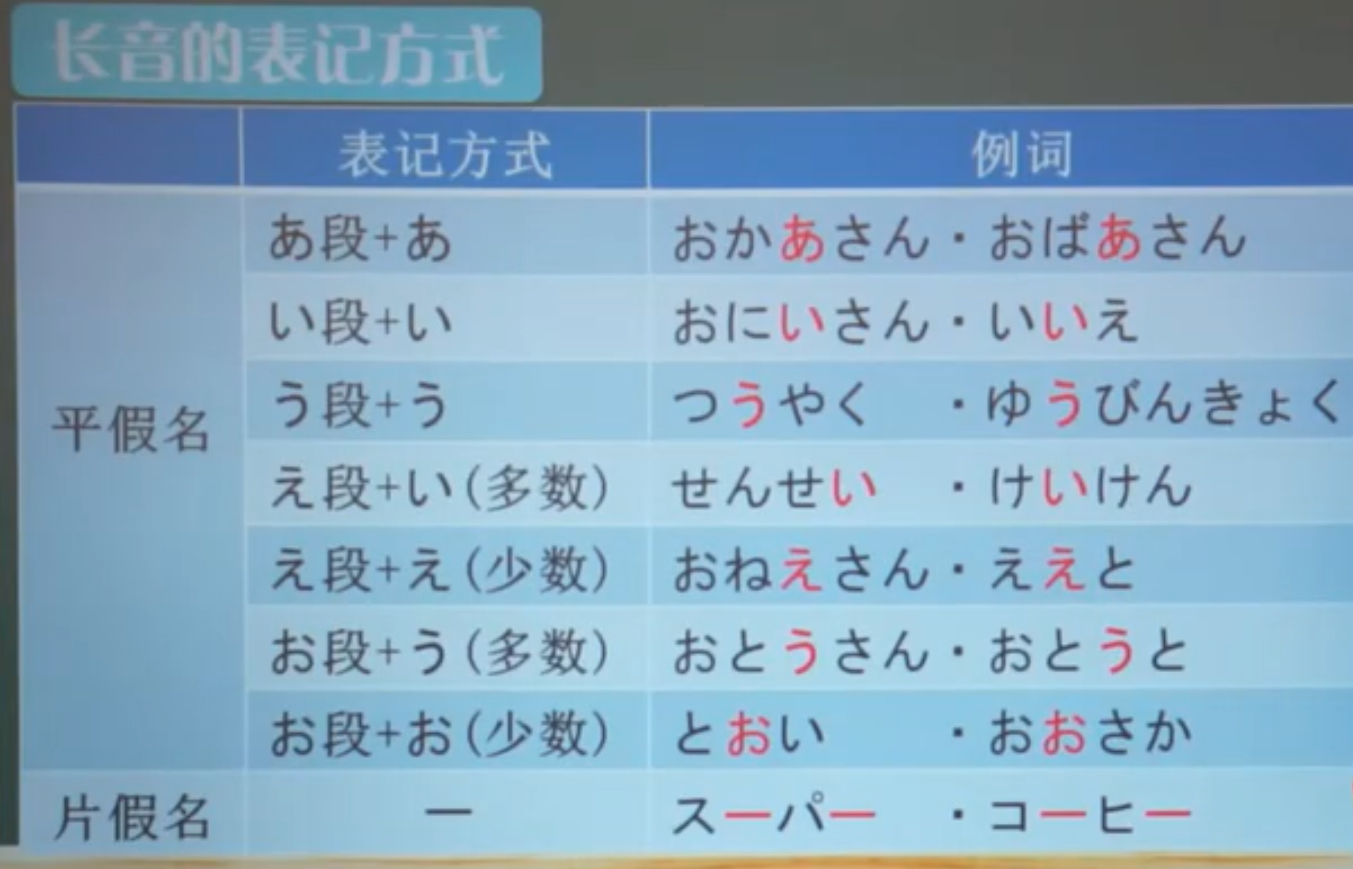 长音的表记方式
表记方式 例词
あ段+あ おかあさん・おばあさん
い段+い おにいさん・いいえ
う段+う つうやく ・ゆうびんきょく
平假名
え段+い(多数) せんせい ・けいけん
え段+え(少数) おねえさん・ええと
お段+う(多数) おとうさん・おとうと
お段+お(少数) とおい ・おおさか
片假名 ー スーパー ・コーヒー